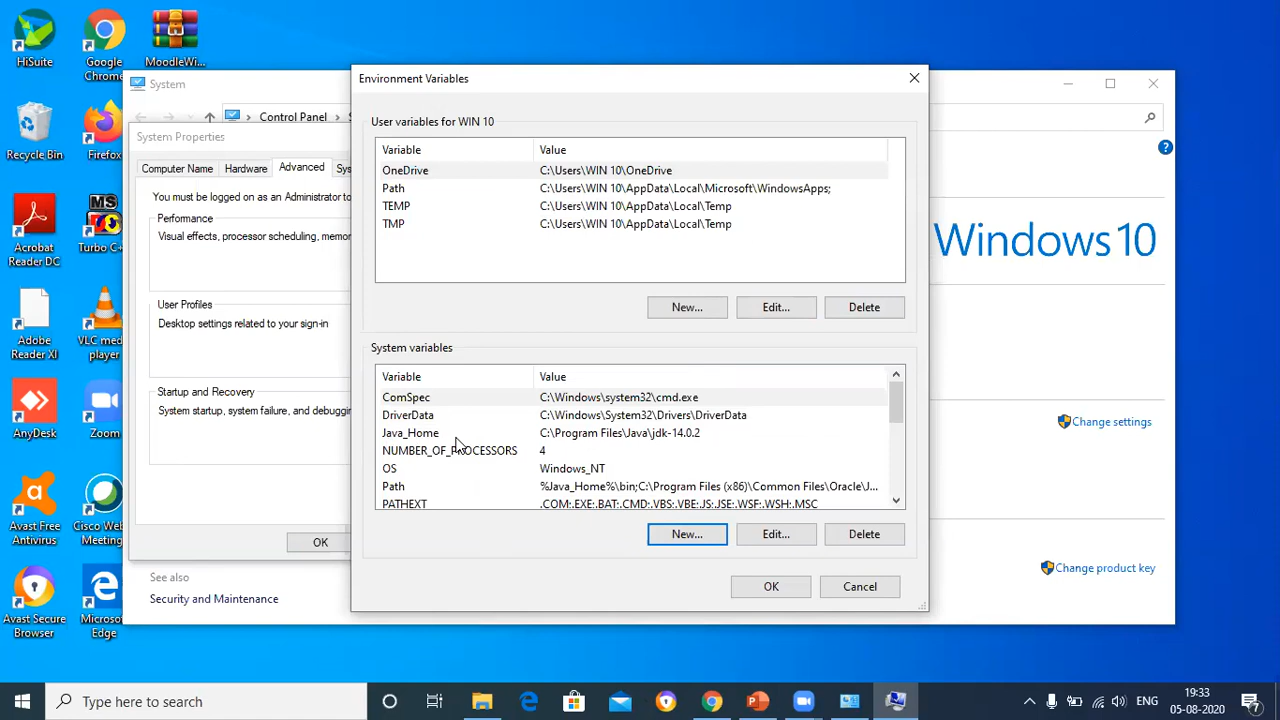 HiSuite
Google
Chrome
MoodleWi...
Recycle Bin
Firefox
Acrobat
Reader DC
Turbo C+
Adobe
Reader XI
VLC med
player
AnyDesk
Zoom
Avast Free
Antivirus
Cisco Web
Meeting
Avast Secure
Browser
Microsoft
Edge
System
Control Panel
System Properties
Computer Name
Hardware
Advanced
You must be logged on as an Administrator to
Performance
Visual effects, processor scheduling, memor
User Profiles
Desktop settings related to your sign-in
Startup and Recovery
System startup, system failure, and debuggin
OK
See also
Security and Maintenance
Environment Variables
User variables for WIN 10
Variable Value
OneDrive C:\Users\WIN 10\OneDrive
Path C:\Users\WIN 10\AppData\Local\Microsoft\WindowsApps;
TEMP C:\Users\WIN 10\AppData\Local\Temp
TMP C:\Users\WIN 10\AppData\Local\Temp
New... Edit... Delete
System variables
Variable Value
ComSpec C:\Windows\system32\cmd.exe
DriverData C:\Windows\System32\Drivers\DriverData
Java_Home C:\Program Files\Java\jdk-14.0.2
NUMBER_OF_PROCESSORS 4
OS Windows_NT
Path %Java_Home%\bin;C:\Program Files (x86)\Common Files\Oracle\J...
PATHEXT .COM;.EXE;.BAT;.CMD;.VBS;.VBE;.JS;.JSE;.WSF;.WSH;.MSC
New... Edit... Delete
OK Cancel
Windows 10
Change settings
Change product key
Type here to search
ENG
19:33
05-08-2020
7